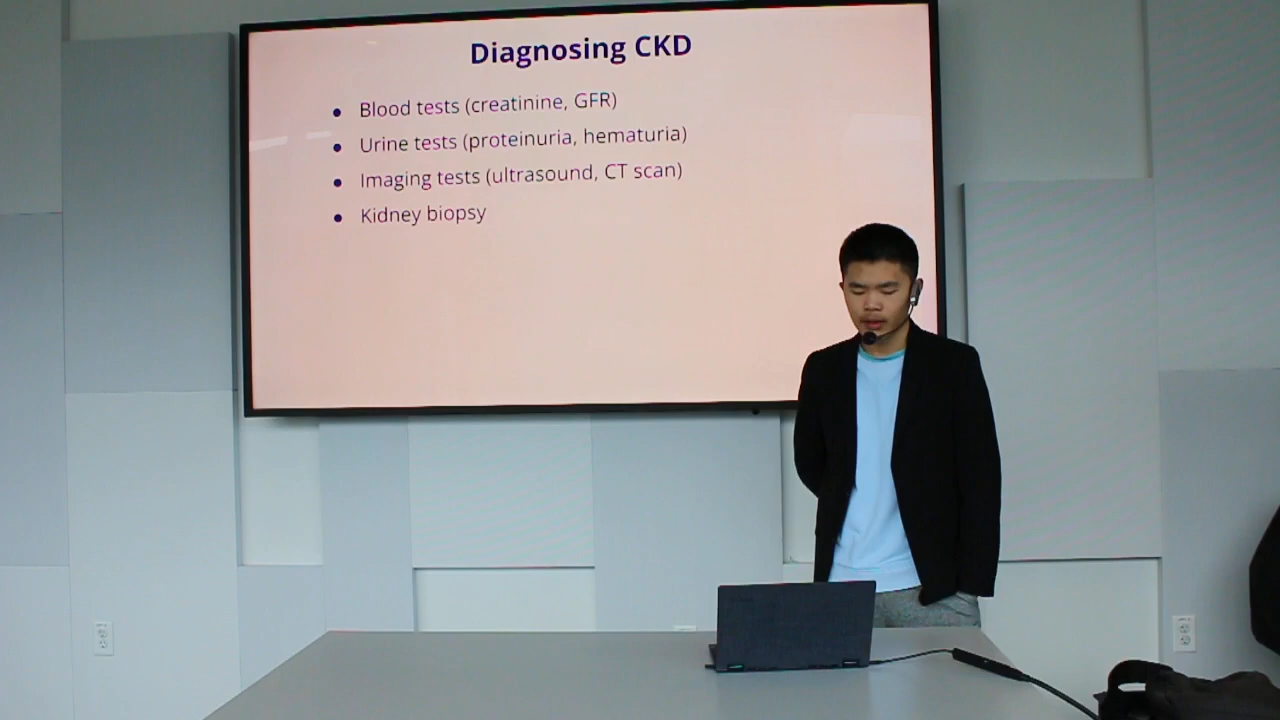 Diagnosing CKD
● Blood tests (creatinine, GFR)
● Urine tests (proteinuria, hematuria)
● Imaging tests (ultrasound, CT scan)
● Kidney biopsy